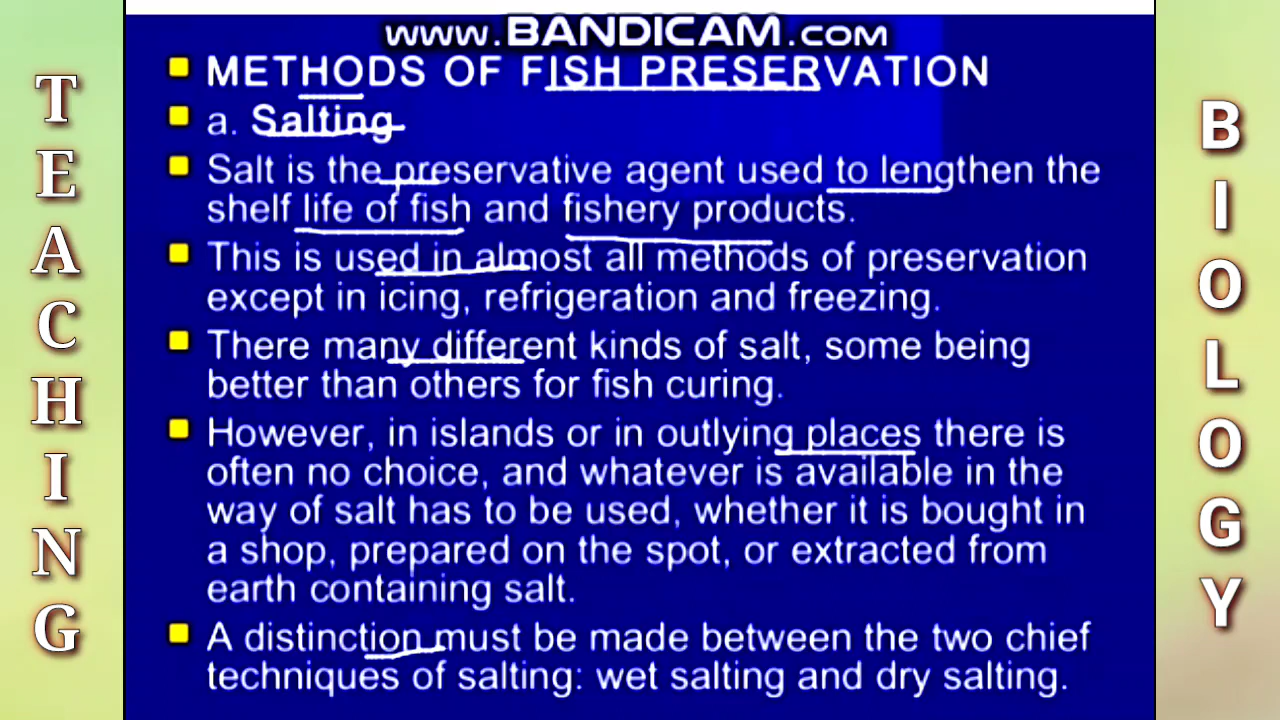 www.BANDICAM.com
METHODS OF FISH PRESERVATION
a. Salting
Salt is the preservative agent used to lengthen the
shelf life of fish and fishery products.
This is used in almost all methods of preservation
except in icing, refrigeration and freezing.
There many different kinds of salt, some being
better than others for fish curing.
However, in islands or in outlying places there is
often no choice, and whatever is available in the
way of salt has to be used, whether it is bought in
a shop, prepared on the spot, or extracted from
earth containing salt.
A distinction must be made between the two chief
techniques of salting: wet salting and dry salting.
TEACHING
BIOLOGY